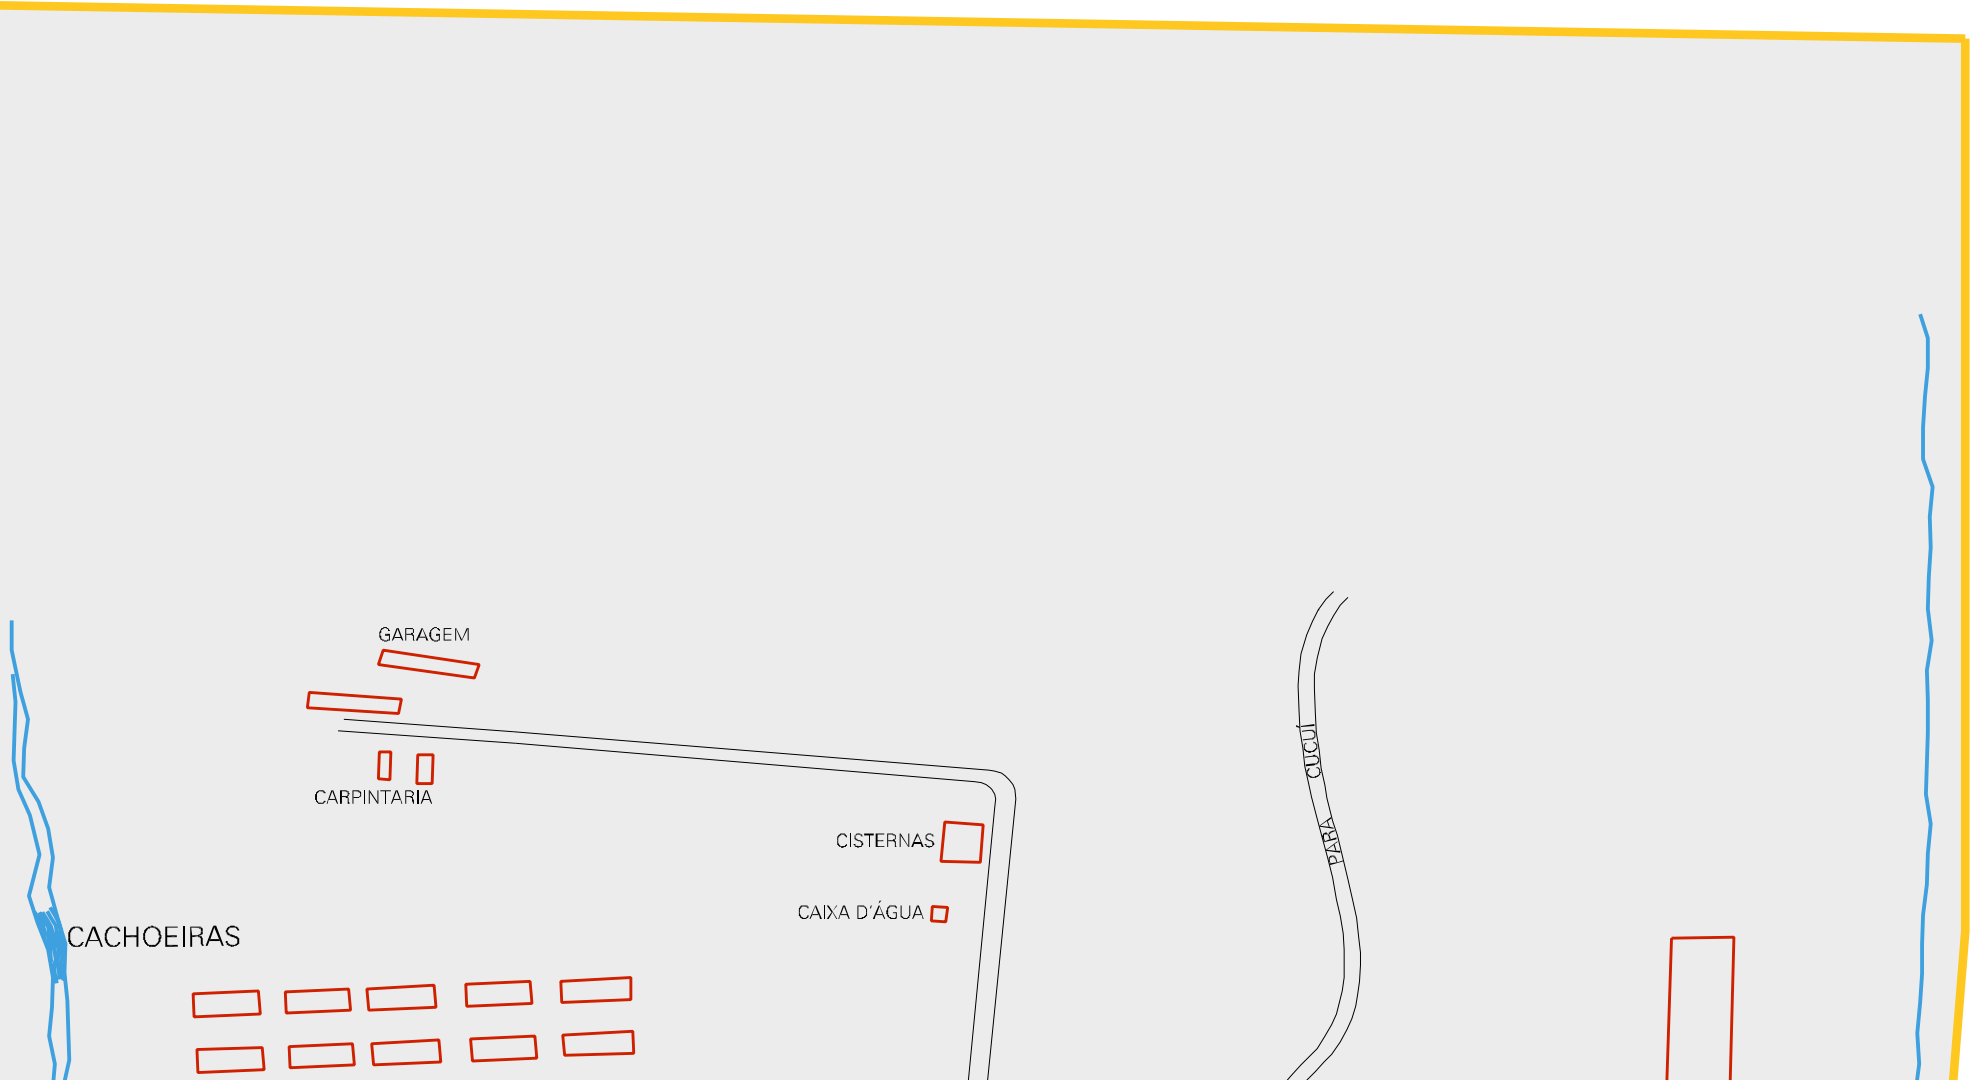 GARAGEM
CUCUÍ
CARPINTARIA
PARA
CISTERNAS
CAIXA D'ÁGUA
CACHOEIRAS